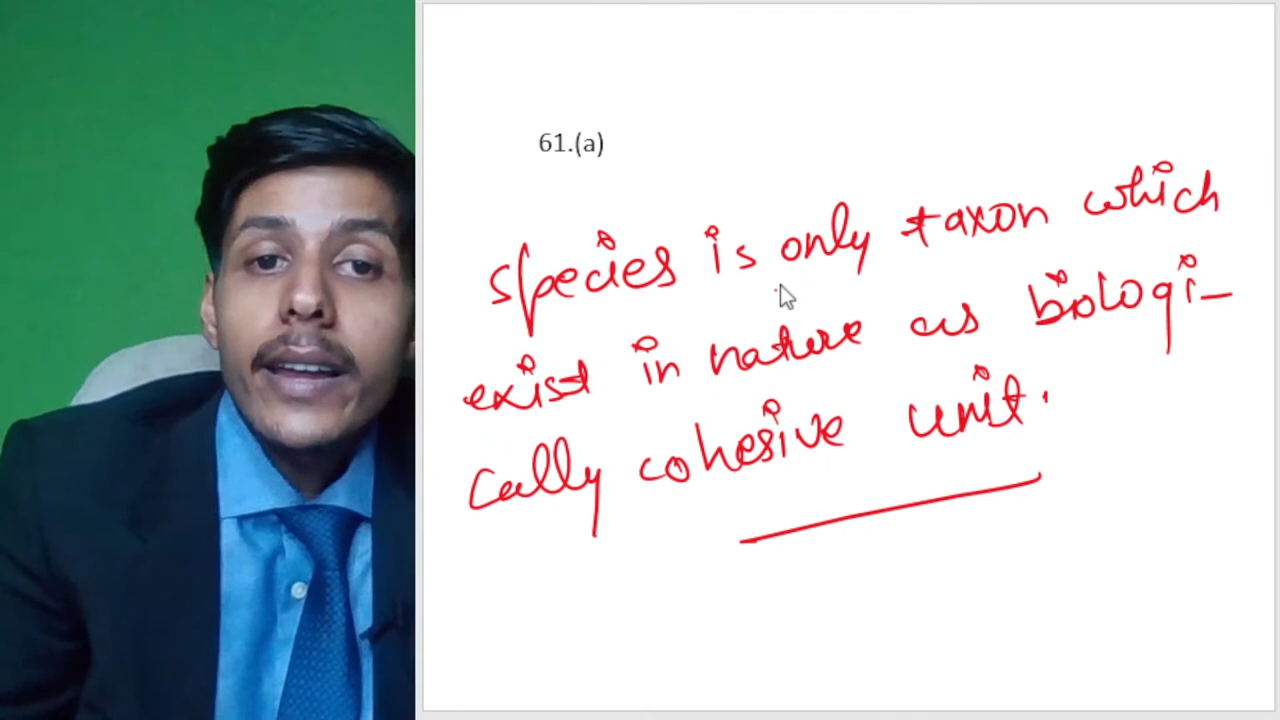 61.(a)
Species is only taxon which
exist in nature as biologi-
cally cohesive unit.